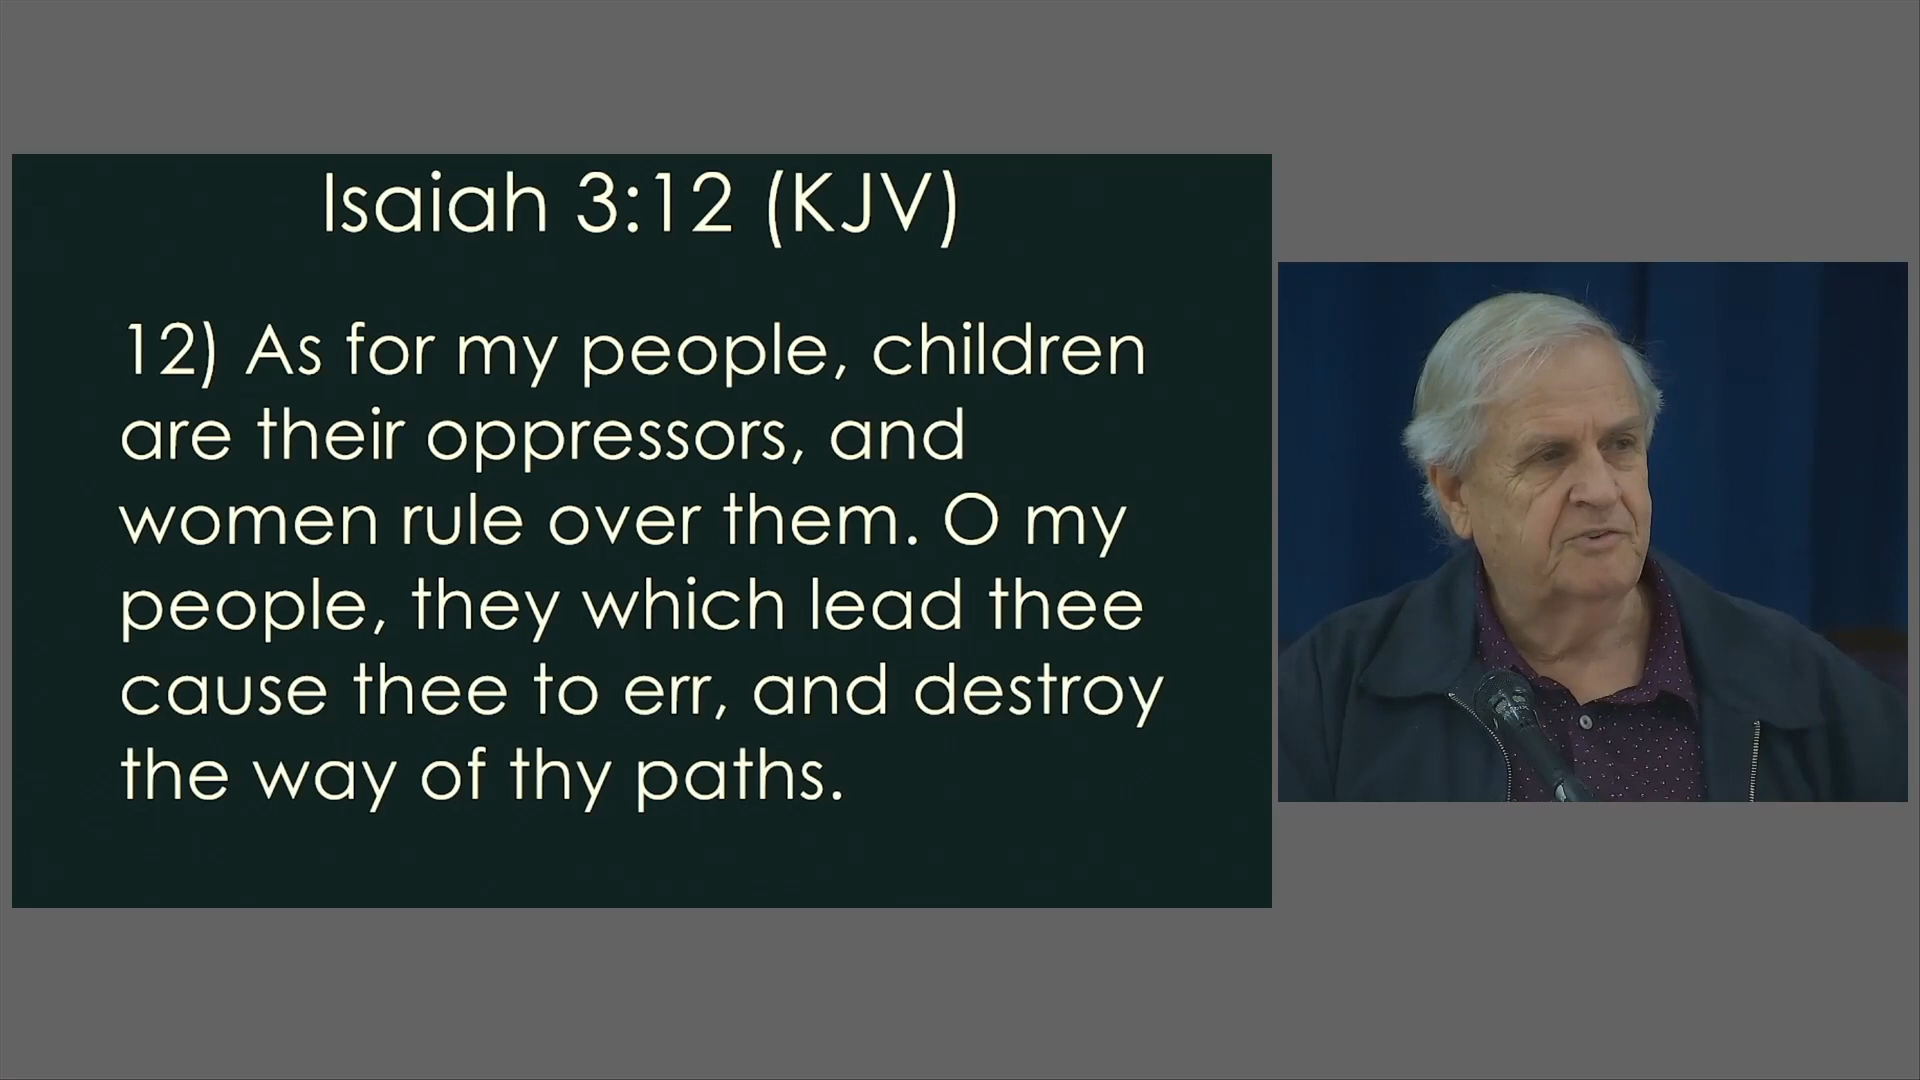 Isaiah 3:12 (KJV)
12) As for my people, children
are their oppressors, and
women rule over them. O my
people, they which lead thee
cause thee to err, and destroy
the way of thy paths.